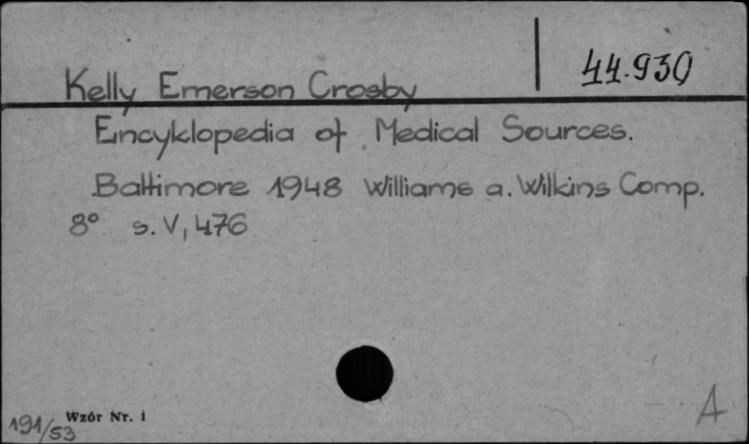 44.930
Kelly Emerson Crosby
Encyklopedia of Medical Sources.
Baltimore 1948 Williams a. Wilkins Comp.
8° s. V, 476
Wzór Nr. 1
191/53
A